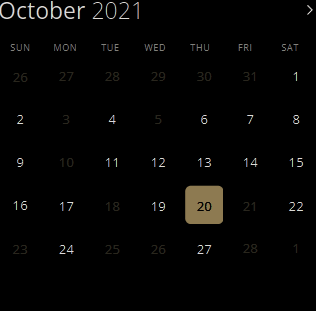 October 2021
SUN MON TUE WED THU FRI SAT
26 27 28 29 30 31 1
2 3 4 5 6 7 8
9 10 11 12 13 14 15
16 17 18 19 20 21 22
23 24 25 26 27 28 1